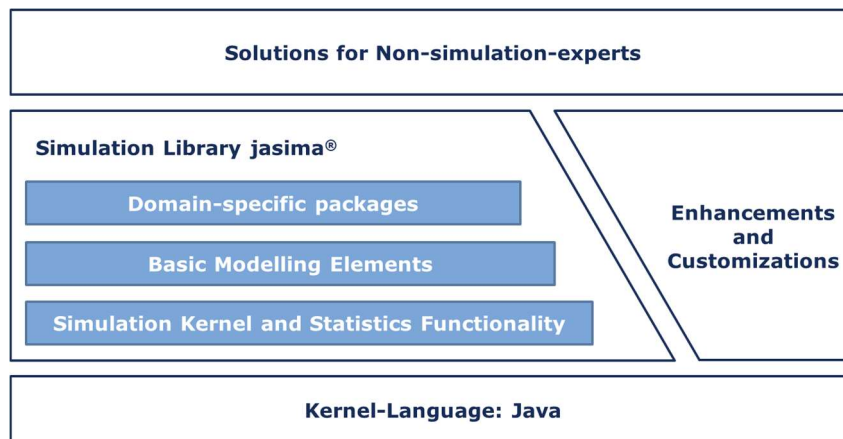 Solutions for Non-simulation-experts
Simulation Library jasima®
Domain-specific packages
Basic Modelling Elements
Simulation Kernel and Statistics Functionality
Enhancements
and
Customizations
Kernel-Language: Java